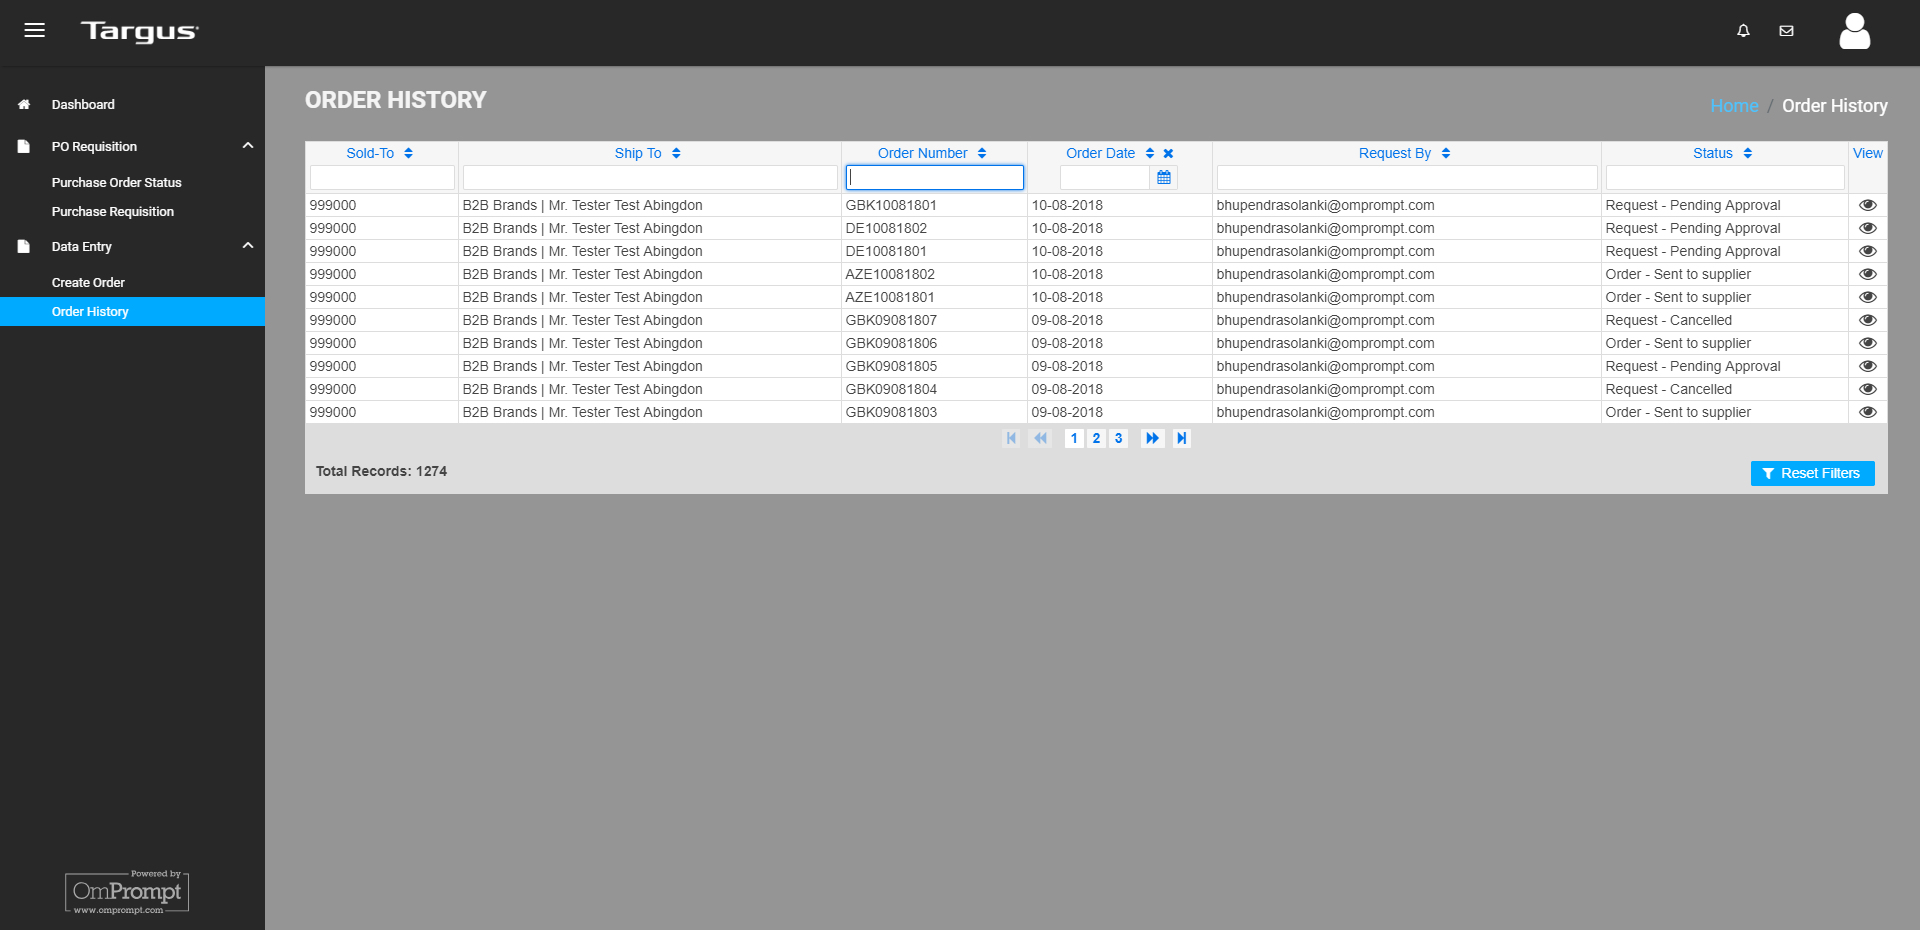 Targus
Dashboard
PO Requisition
Purchase Order Status
Purchase Requisition
Data Entry
Create Order
Order History
Powered by
OmPrompt
www.omprompt.com
ORDER HISTORY
Home / Order History
Sold-To Ship To Order Number Order Date Request By Status View
999000 B2B Brands | Mr. Tester Test Abingdon GBK10081801 10-08-2018 bhupendrasolanki@omprompt.com Request - Pending Approval
999000 B2B Brands | Mr. Tester Test Abingdon DE10081802 10-08-2018 bhupendrasolanki@omprompt.com Request - Pending Approval
999000 B2B Brands | Mr. Tester Test Abingdon DE10081801 10-08-2018 bhupendrasolanki@omprompt.com Request - Pending Approval
999000 B2B Brands | Mr. Tester Test Abingdon AZE10081802 10-08-2018 bhupendrasolanki@omprompt.com Order - Sent to supplier
999000 B2B Brands | Mr. Tester Test Abingdon AZE10081801 10-08-2018 bhupendrasolanki@omprompt.com Order - Sent to supplier
999000 B2B Brands | Mr. Tester Test Abingdon GBK09081807 09-08-2018 bhupendrasolanki@omprompt.com Request - Cancelled
999000 B2B Brands | Mr. Tester Test Abingdon GBK09081806 09-08-2018 bhupendrasolanki@omprompt.com Order - Sent to supplier
999000 B2B Brands | Mr. Tester Test Abingdon GBK09081805 09-08-2018 bhupendrasolanki@omprompt.com Request - Pending Approval
999000 B2B Brands | Mr. Tester Test Abingdon GBK09081804 09-08-2018 bhupendrasolanki@omprompt.com Request - Cancelled
999000 B2B Brands | Mr. Tester Test Abingdon GBK09081803 09-08-2018 bhupendrasolanki@omprompt.com Order - Sent to supplier
1 2 3
Total Records: 1274
Reset Filters